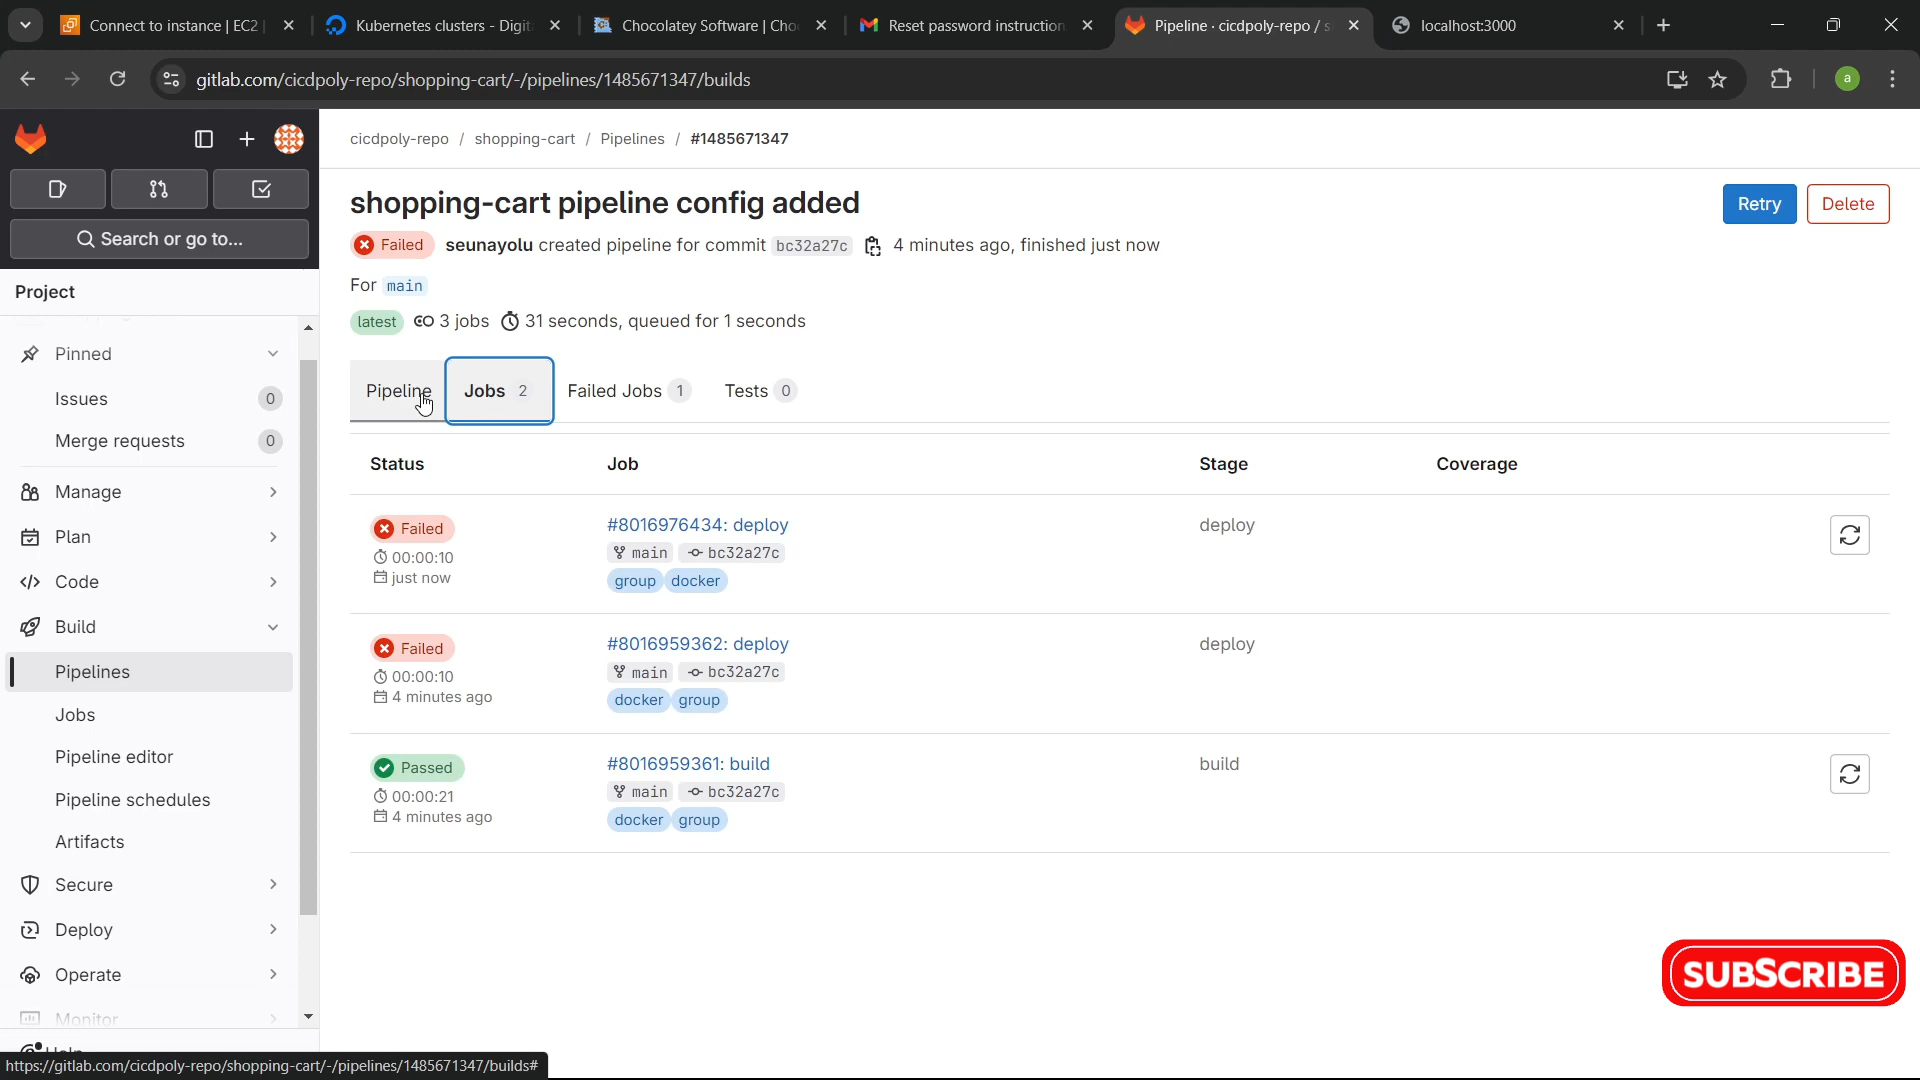 Connect to instance | EC2
Kubernetes clusters - Digit
Chocolatey Software | Cho
Reset password instruction
Pipeline · cicdpoly-repo / s
localhost:3000
gitlab.com/cicdpoly-repo/shopping-cart/-/pipelines/1485671347/builds
a
cicdpoly-repo / shopping-cart / Pipelines / #1485671347
Search or go to...
Project
Pinned
Issues 0
Merge requests 0
Manage
Plan
Code
Build
Pipelines
Jobs
Pipeline editor
Pipeline schedules
Artifacts
Secure
Deploy
Operate
Monitor
Help
shopping-cart pipeline config added
Retry Delete
Failed seunayolu created pipeline for commit bc32a27c 4 minutes ago, finished just now
For main
latest 3 jobs 31 seconds, queued for 1 seconds
Pipeline Jobs 2 Failed Jobs 1 Tests 0
Status Job Stage Coverage
Failed #8016976434: deploy deploy
00:00:10 main bc32a27c
just now group docker
Failed #8016959362: deploy deploy
00:00:10 main bc32a27c
4 minutes ago docker group
Passed #8016959361: build build
00:00:21 main bc32a27c
4 minutes ago docker group
SUBSCRIBE
https://gitlab.com/cicdpoly-repo/shopping-cart/-/pipelines/1485671347/builds#